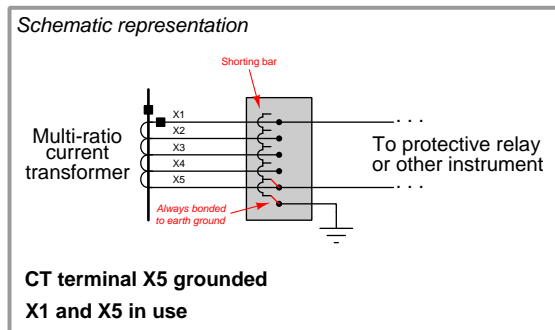 Schematic representation
Shorting bar
X1
X2
X3
X4
X5
Multi-ratio
current
transformer
To protective relay
or other instrument
Always bonded
to earth ground
CT terminal X5 grounded
X1 and X5 in use